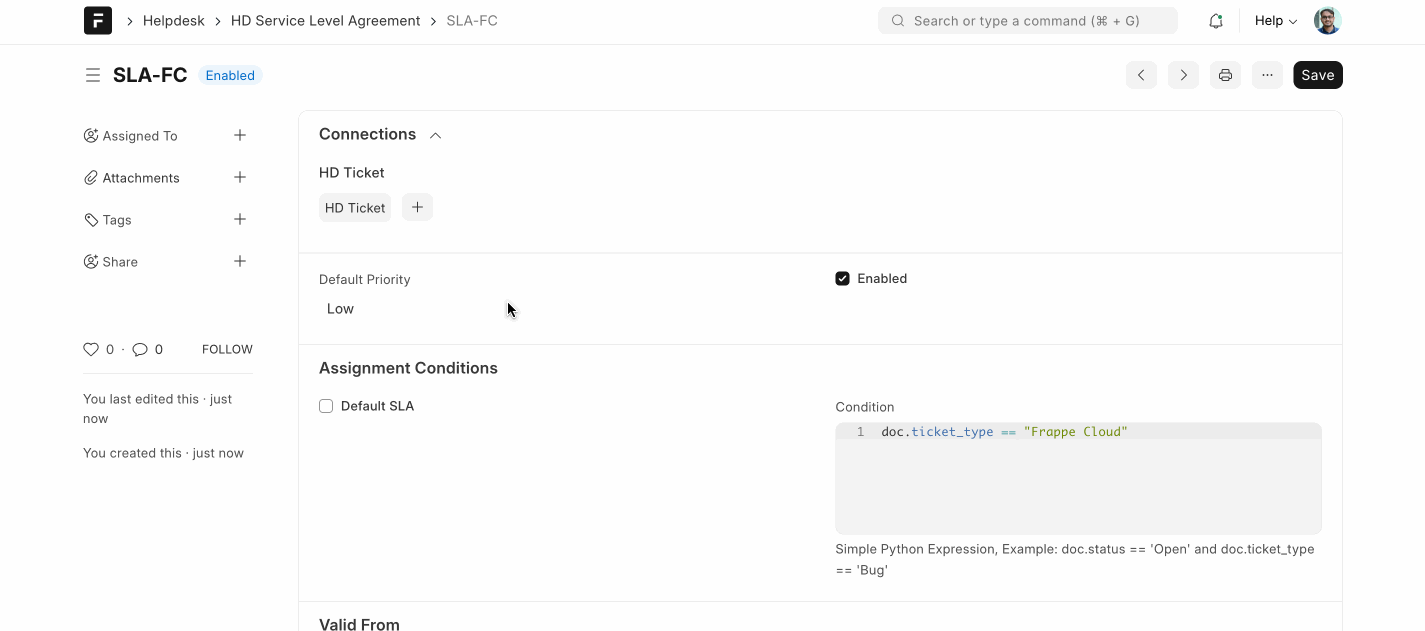 F > Helpdesk > HD Service Level Agreement > SLA-FC
Search or type a command (⌘ + G)
Help
SLA-FC Enabled
Save
Assigned To
Attachments
Tags
Share
0 · 0 FOLLOW
You last edited this · just
now
You created this · just now
Connections
HD Ticket
HD Ticket +
Default Priority
Low
Enabled
Assignment Conditions
Default SLA
Condition
1 doc.ticket_type == "Frappe Cloud"
Simple Python Expression, Example: doc.status == 'Open' and doc.ticket_type
== 'Bug'
Valid From